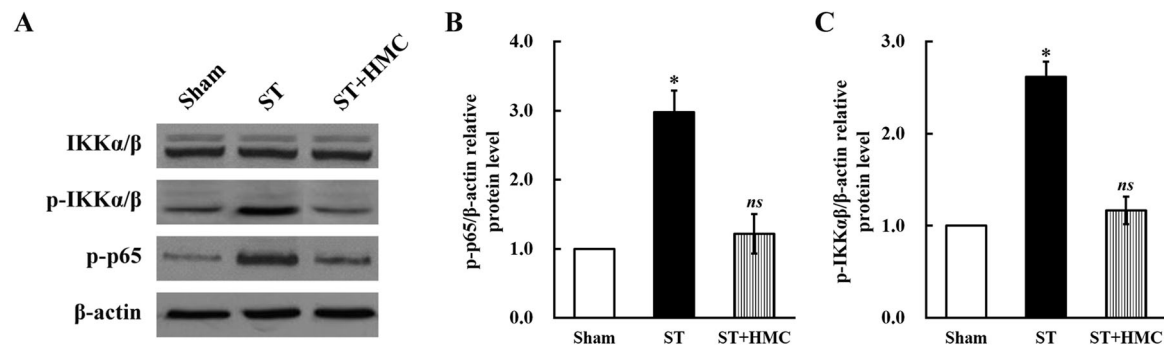 A
Sham
ST
ST+HMC
IKKα/β
p-IKKα/β
p-p65
β-actin
B
p-p65/β-actin relative
protein level
4.0
3.0
2.0
1.0
0.0
*
ns
Sham
ST
ST+HMC
C
p-IKKαβ/β-actin relative
protein level
3.0
2.0
1.0
0.0
*
ns
Sham
ST
ST+HMC